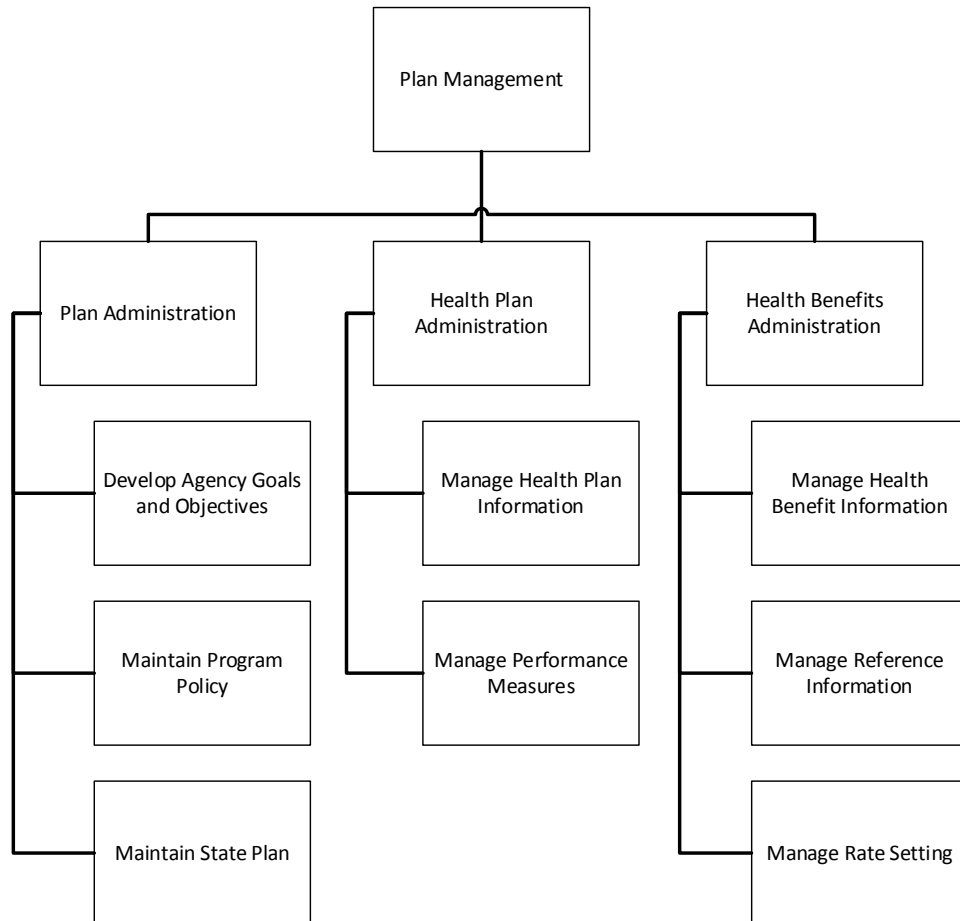 Plan Management
Plan Administration
Health Plan
Administration
Health Benefits
Administration
Develop Agency Goals
and Objectives
Manage Health Plan
Information
Manage Health
Benefit Information
Maintain Program
Policy
Manage Performance
Measures
Manage Reference
Information
Maintain State Plan
Manage Rate Setting